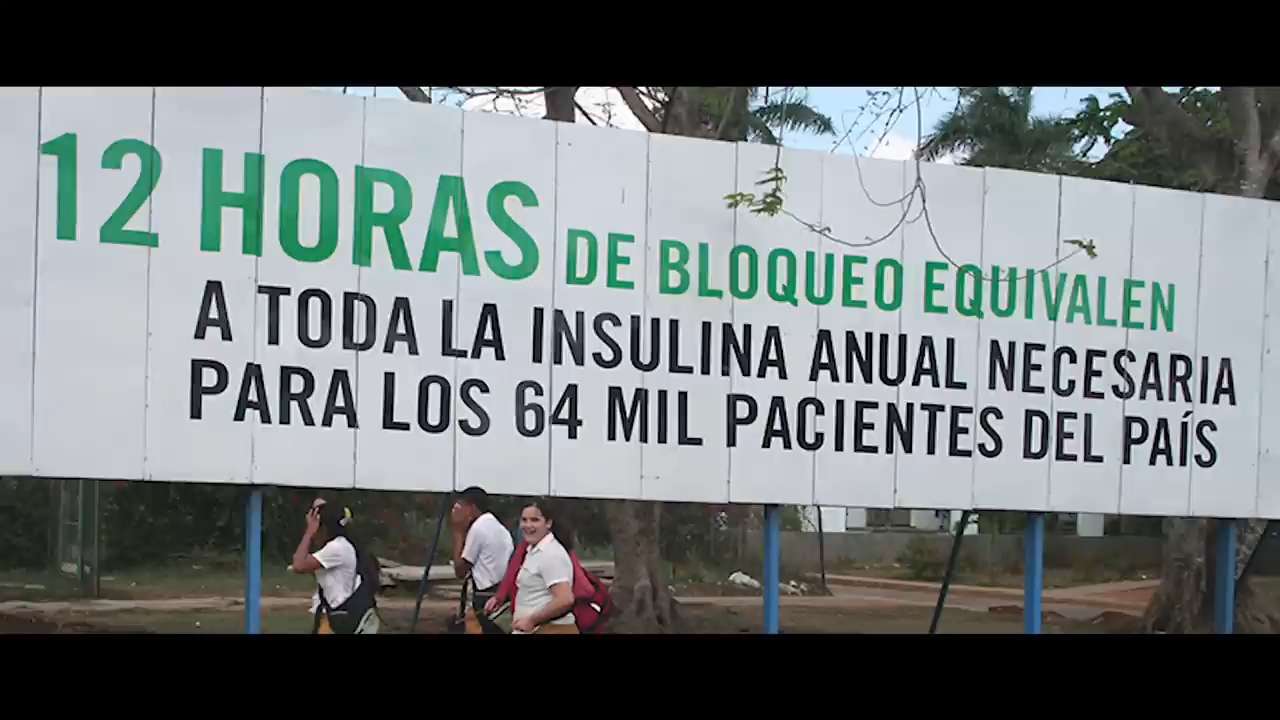 12 HORAS DE BLOQUEO EQUIVALEN
A TODA LA INSULINA ANUAL NECESARIA
PARA LOS 64 MIL PACIENTES DEL PAÍS